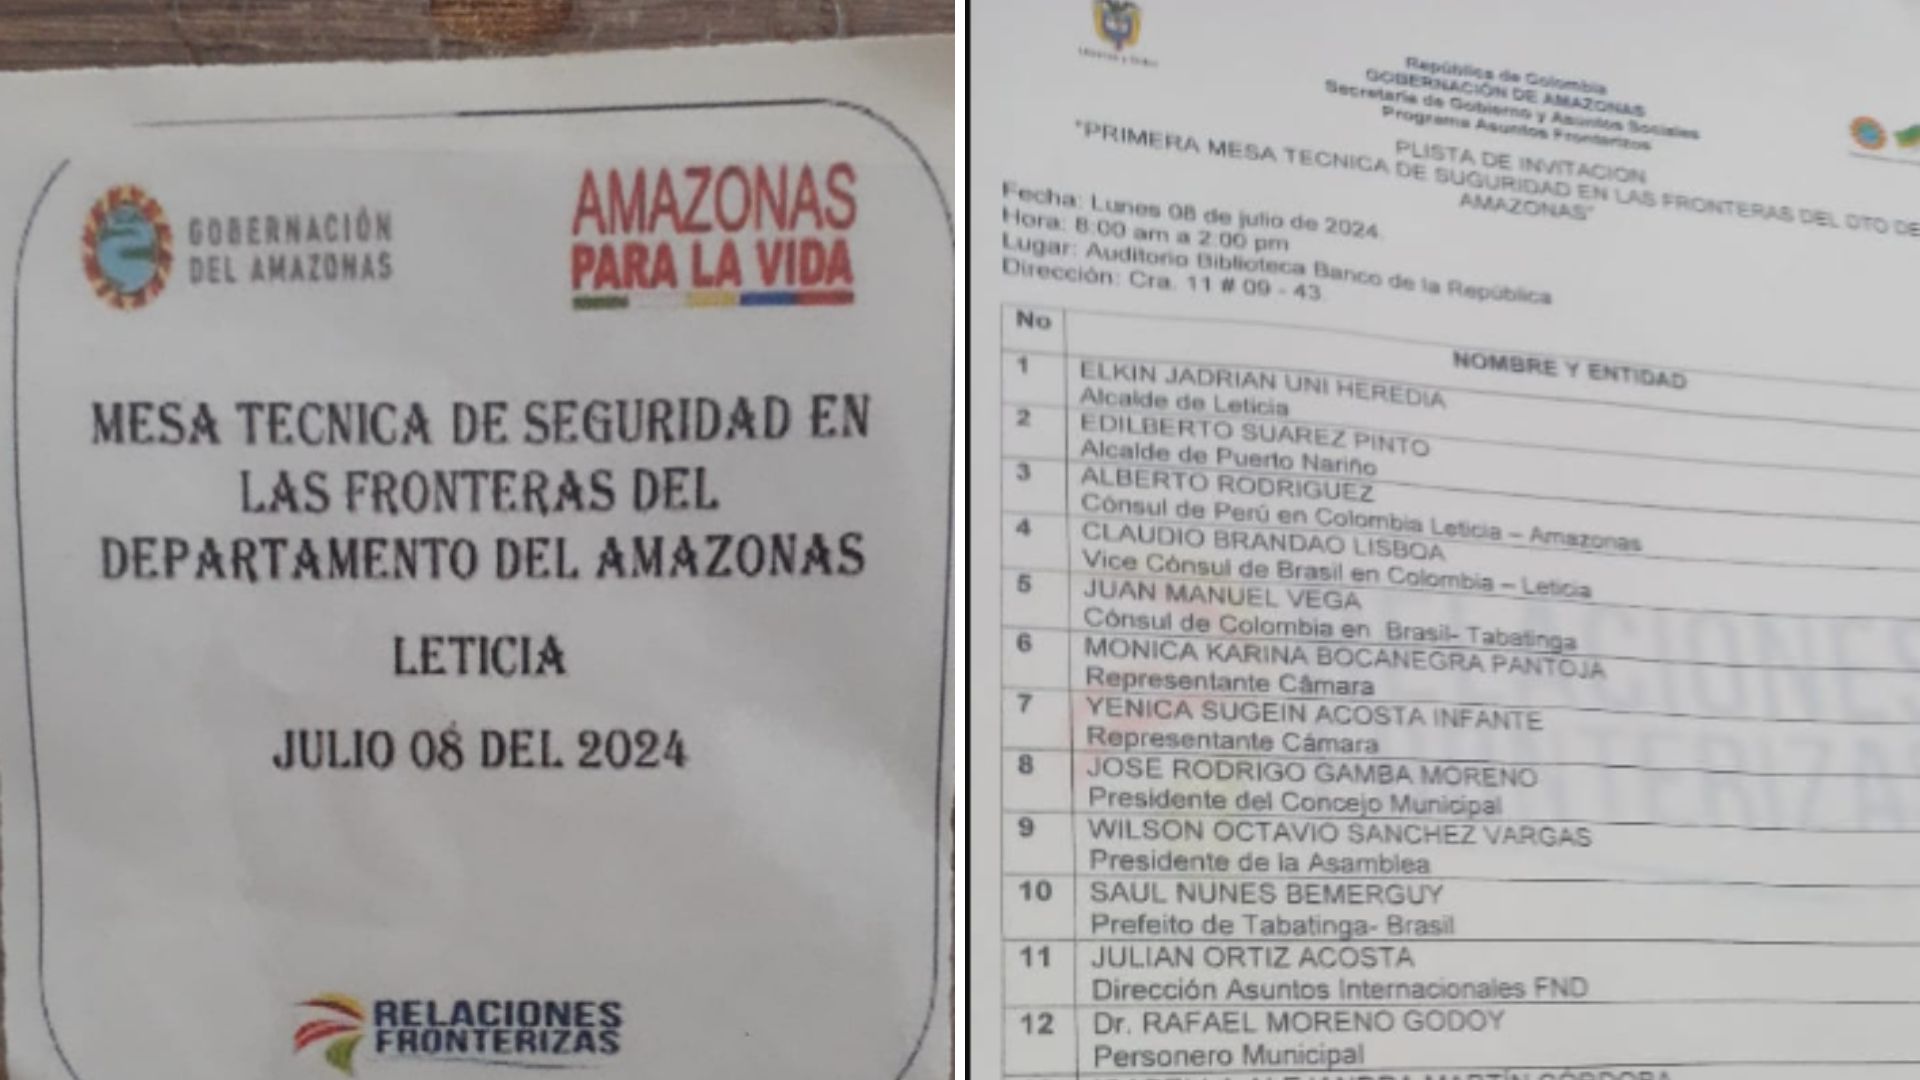 GOBERNACIÓN
DEL AMAZONAS
AMAZONAS
PARA LA VIDA
MESA TECNICA DE SEGURIDAD EN
LAS FRONTERAS DEL
DEPARTAMENTO DEL AMAZONAS
LETICIA
JULIO 08 DEL 2024
RELACIONES
FRONTERIZAS
República de Colombia
GOBERNACIÓN DE AMAZONAS
Secretaria de Gobierno y Asuntos Sociales
Programa Asuntos Fronterizos
PLISTA DE INVITACION
"PRIMERA MESA TECNICA DE SUGURIDAD EN LAS FRONTERAS DEL DTO DE
AMAZONAS"
Fecha: Lunes 08 de julio de 2024.
Hora: 8:00 am a 2:00 pm
Lugar: Auditorio Biblioteca Banco de la República
Dirección: Cra. 11 # 09 - 43
No
NOMBRE Y ENTIDAD
1 ELKIN JADRIAN UNI HEREDIA
Alcalde de Leticia
2 EDILBERTO SUAREZ PINTO
Alcalde de Puerto Nariño
3 ALBERTO RODRIGUEZ
Cónsul de Perú en Colombia Leticia – Amazonas
4 CLAUDIO BRANDAO LISBOA
Vice Cónsul de Brasil en Colombia – Leticia
5 JUAN MANUEL VEGA
Cónsul de Colombia en Brasil- Tabatinga
6 MONICA KARINA BOCANEGRA PANTOJA
Representante Cámara
7 YENICA SUGEIN ACOSTA INFANTE
Representante Cámara
8 JOSE RODRIGO GAMBA MORENO
Presidente del Concejo Municipal
9 WILSON OCTAVIO SANCHEZ VARGAS
Presidente de la Asamblea
10 SAUL NUNES BEMERGUY
Prefeito de Tabatinga- Brasil
11 JULIAN ORTIZ ACOSTA
Dirección Asuntos Internacionales FND
12 Dr. RAFAEL MORENO GODOY
Personero Municipal